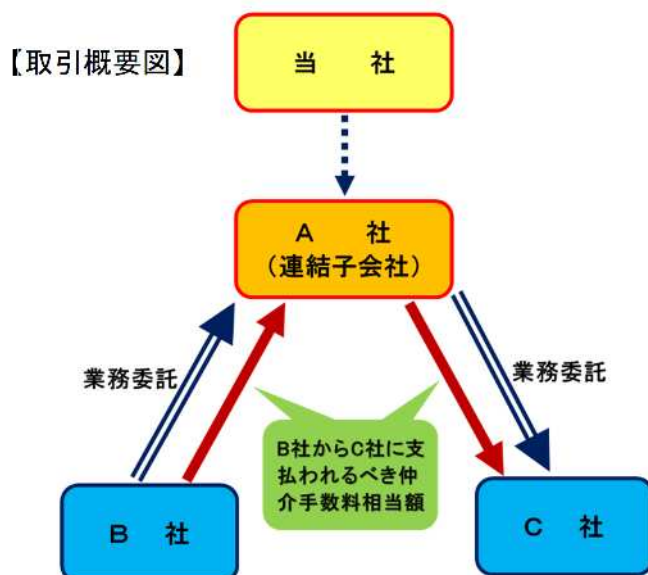 【取引概要図】
当　社
A　社
（連結子会社）
業務委託
業務委託
B社からC社に支
払われるべき仲
介手数料相当額
B　社
C　社